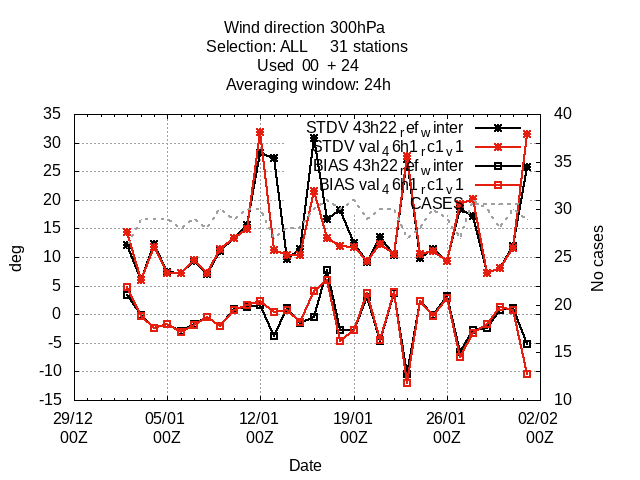 Wind direction 300hPa
Selection: ALL 31 stations
Used 00 + 24
Averaging window: 24h
STDV 43h22_ref_winter
STDV val_46h1_rc1_v1
BIAS 43h22_ref_winter
BIAS val_46h1_rc1_v1
CASES
35
30
25
20
15
10
5
0
-5
-10
-15
deg
40
35
30
25
20
15
10
No cases
29/12 05/01 12/01 19/01 26/01 02/02
00Z 00Z 00Z 00Z 00Z 00Z
Date